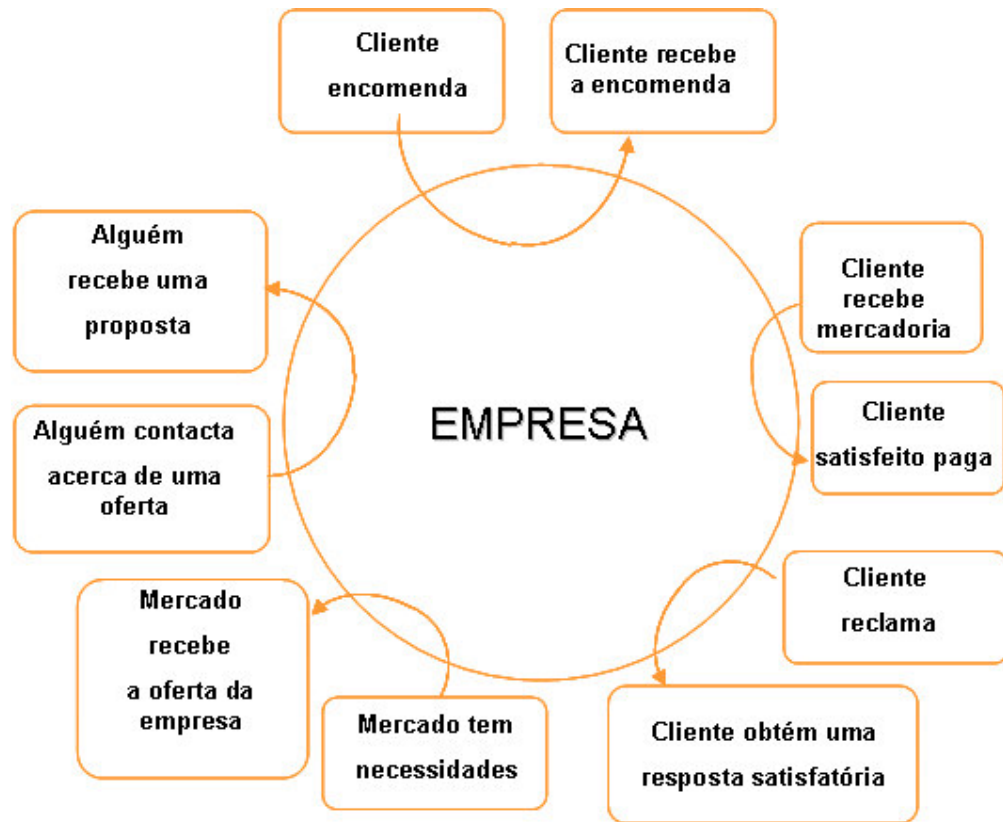 Cliente
encomenda
Cliente recebe
a encomenda
Alguém
recebe uma
proposta
Cliente
recebe
mercadoria
EMPRESA
Alguém contacta
acerca de uma
oferta
Cliente
satisfeito paga
Mercado
recebe
a oferta da
empresa
Cliente
reclama
Mercado tem
necessidades
Cliente obtém uma
resposta satisfatória